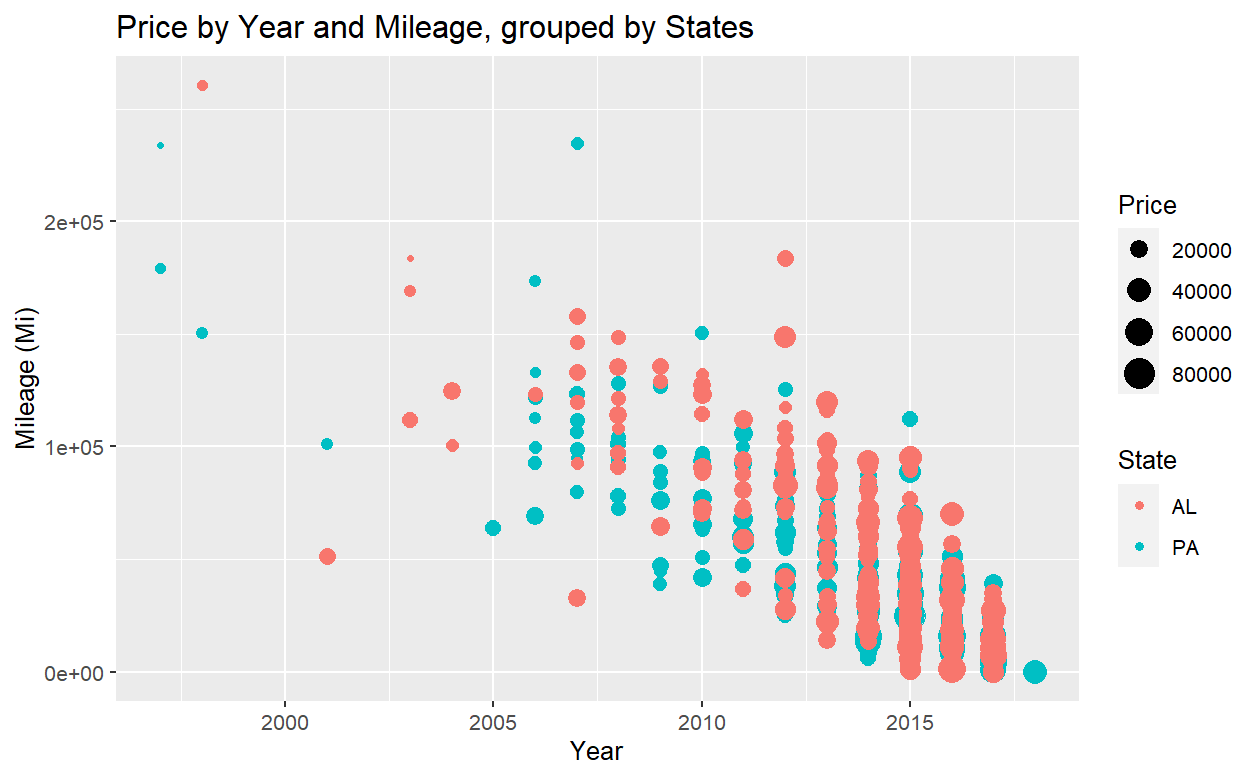 Price by Year and Mileage, grouped by States
Mileage (Mi)
2e+05
1e+05
0e+00
2000 2005 2010 2015
Year
Price
20000
40000
60000
80000
State
AL
PA